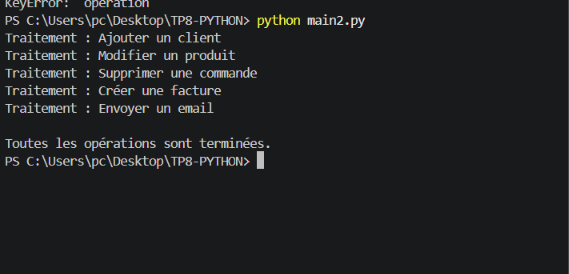 KeyError: 'operation'
PS C:\Users\pc\Desktop\TP8-PYTHON> python main2.py
Traitement : Ajouter un client
Traitement : Modifier un produit
Traitement : Supprimer une commande
Traitement : Créer une facture
Traitement : Envoyer un email
Toutes les opérations sont terminées.
PS C:\Users\pc\Desktop\TP8-PYTHON>